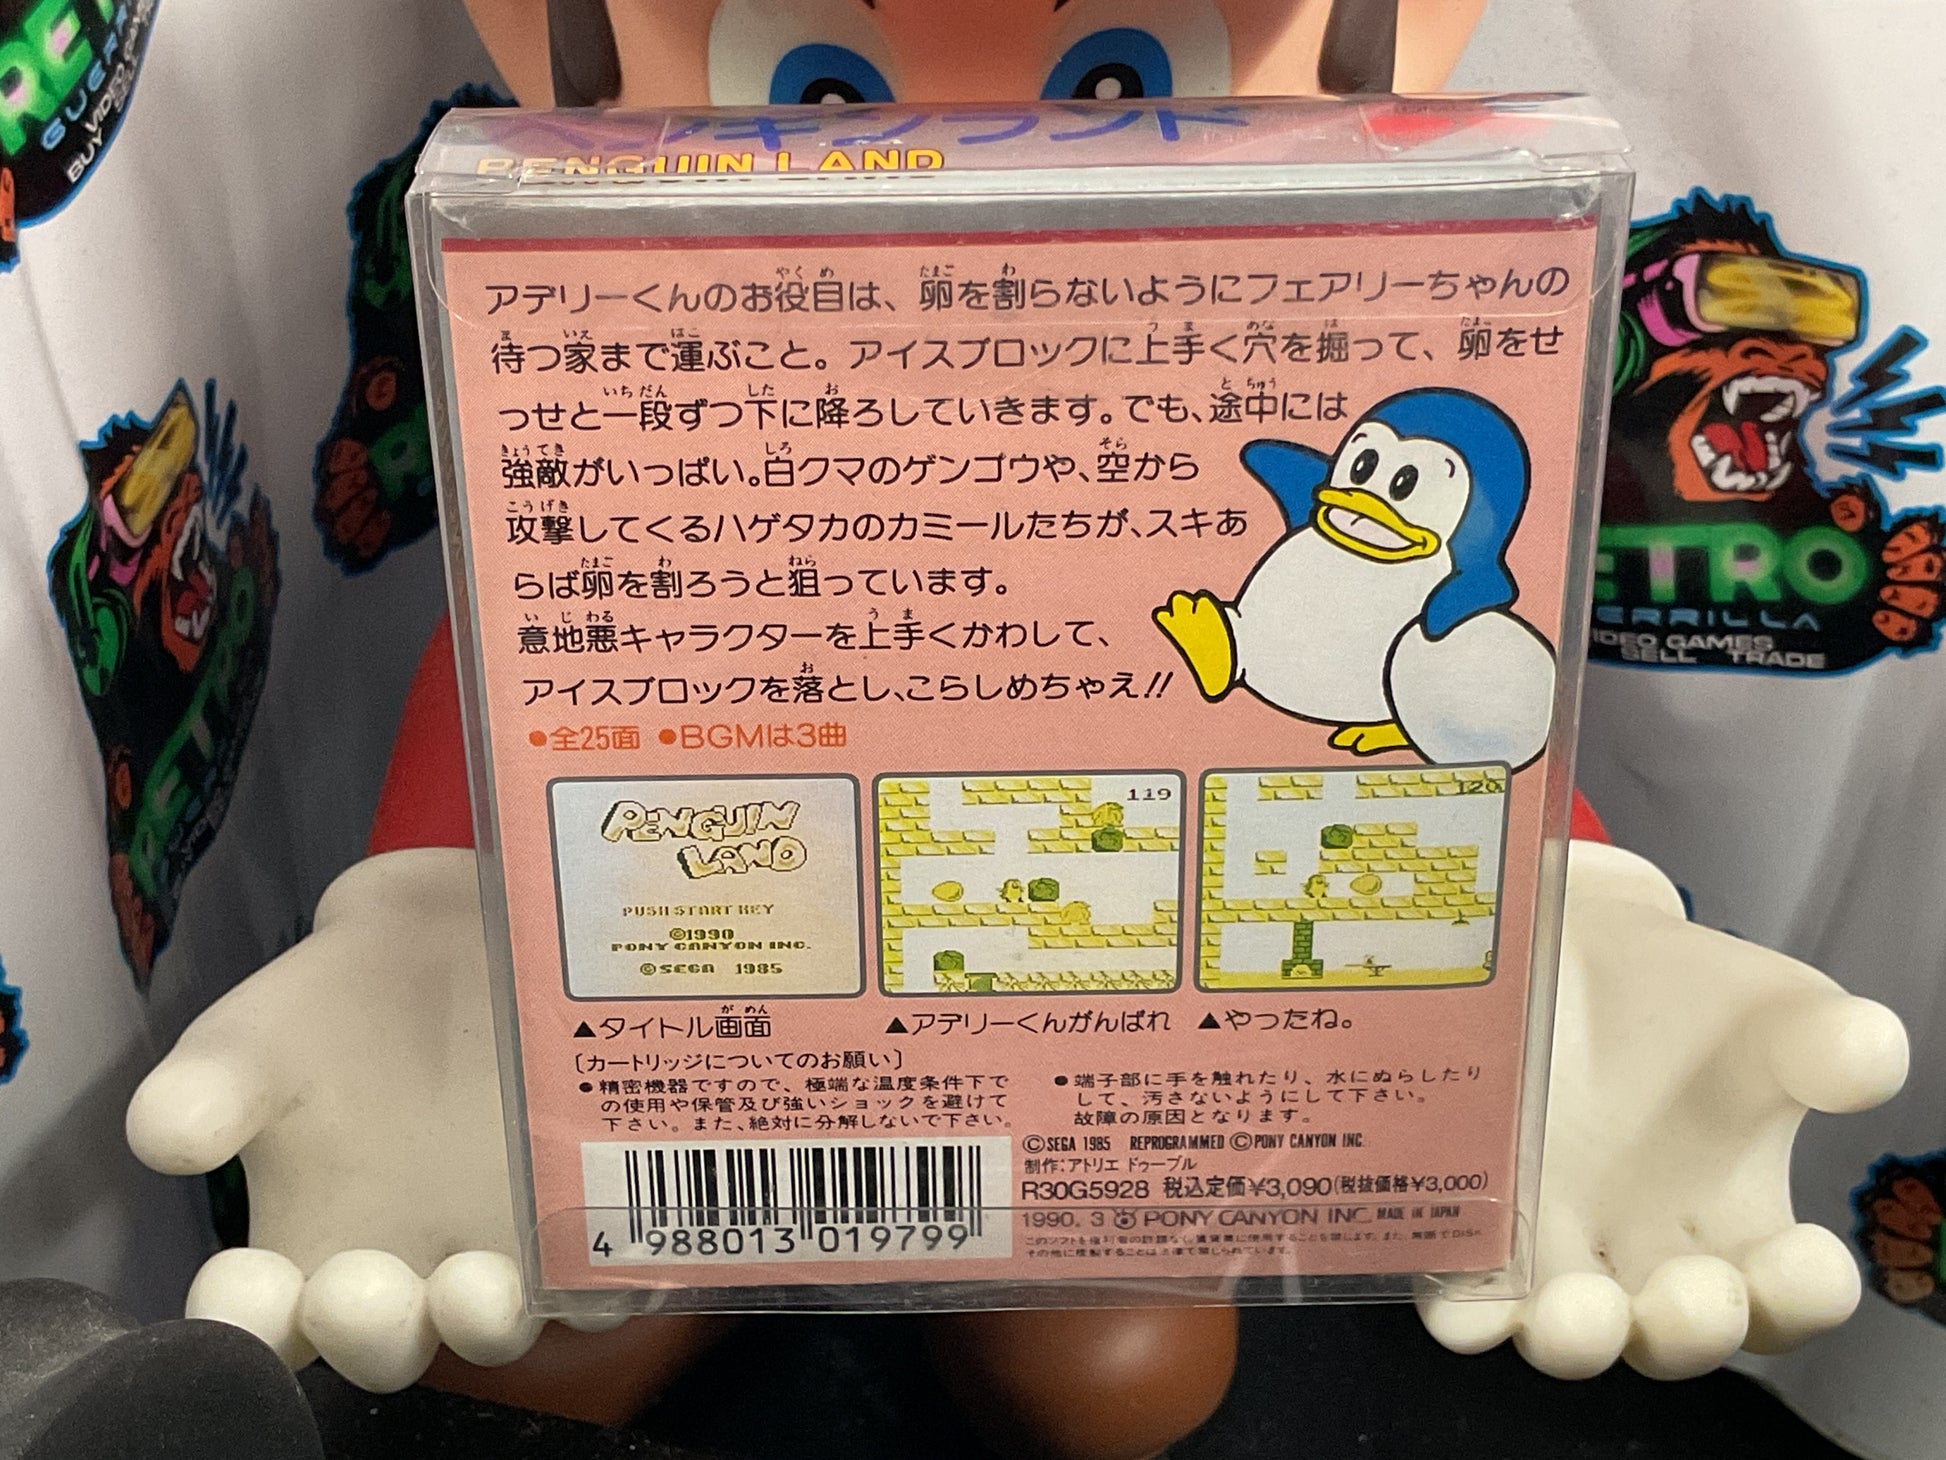 ペンギンランド
PENGUIN LAND
アデリーくんのお役目は、卵を割らないようにフェアリーちゃんの
待つ家まで運ぶこと。アイスブロックに上手く穴を掘って、卵をせ
っせと一段ずつ下に降ろしていきます。でも、途中には
強敵がいっぱい。白クマのゲンゴウや、空から
攻撃してくるハゲタカのカミールたちが、スキあ
らば卵を割ろうと狙っています。
意地悪キャラクターを上手くかわして、
アイスブロックを落とし、こらしめちゃえ!!
●全25面 ●BGMは3曲
PENGUIN
LAND
PUSH START KEY
©1990
PONY CANYON INC.
©SEGA 1985
119
120
▲タイトル画面
▲アデリーくんがんばれ
▲やったね。
〔カートリッジについてのお願い〕
●精密機器ですので、極端な温度条件下で
の使用や保管及び強いショックを避けて
下さい。また、絶対に分解しないで下さい。
●端子部に手を触れたり、水にぬらしたり
して、汚さないようにして下さい。
故障の原因となります。
©SEGA 1985 REPROGRAMMED ©PONY CANYON INC.
制作:アトリエ ドゥーブル
R30G5928 税込定価¥3,090(税抜価格¥3,000)
1990. 3 PONY CANYON INC. MADE IN JAPAN
4 988013 019799
RETRO
GUERRILLA
VIDEO GAMES
SELL TRADE
BUY VIDEO